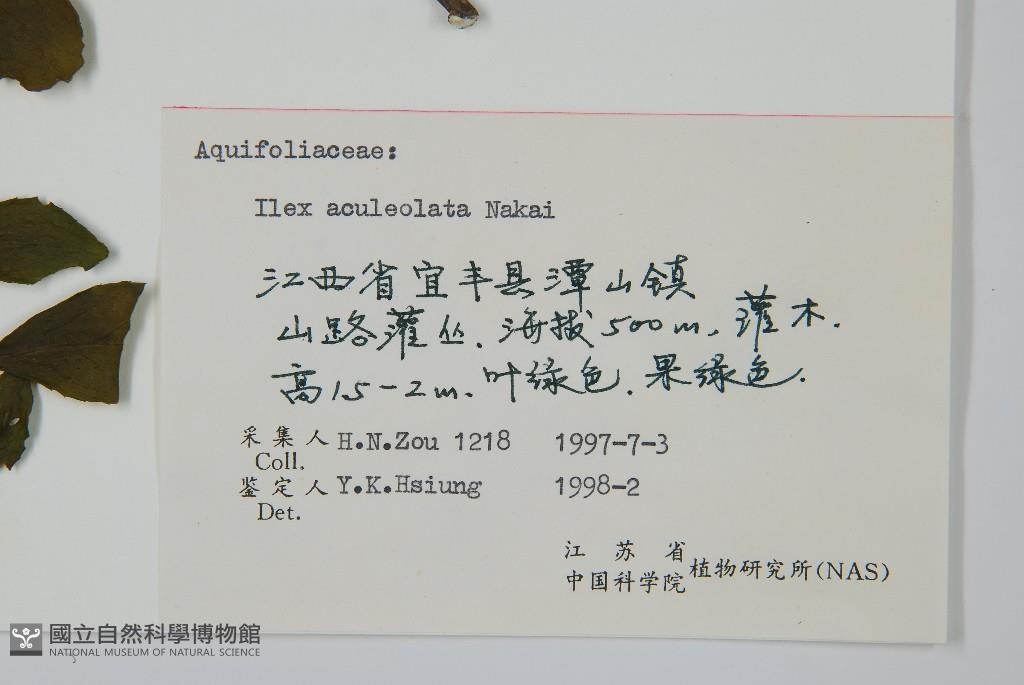 Aquifoliaceae:
Ilex aculeolata Nakai
江西省宜丰县潭山镇
山路灌丛.海拔500m.灌木.
高1.5-2m.叶绿色.果绿色.
采集人 H.N.Zou 1218 1997-7-3
Coll.
鉴定人 Y.K.Hsiung 1998-2
Det.
江苏省
中国科学院 植物研究所(NAS)
國立自然科學博物館
NATIONAL MUSEUM OF NATURAL SCIENCE